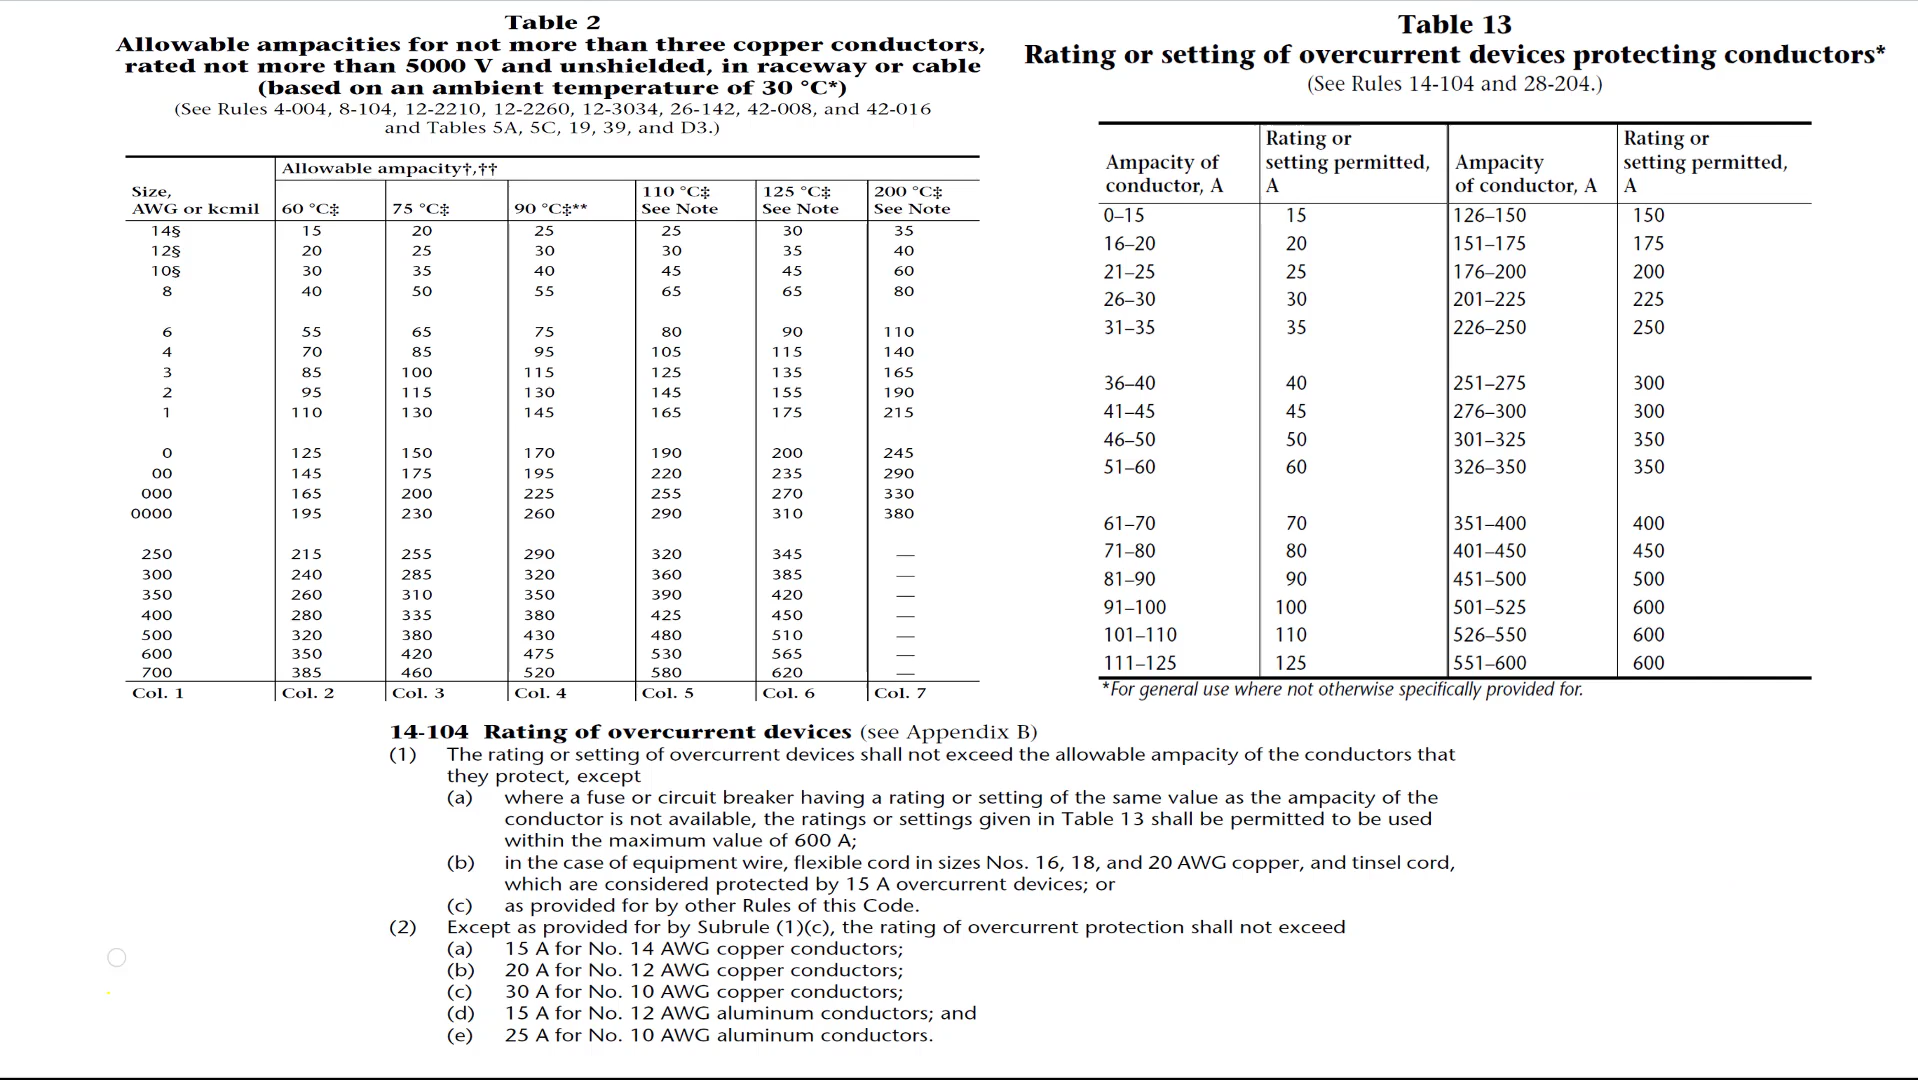 Table 2
Allowable ampacities for not more than three copper conductors,
rated not more than 5000 V and unshielded, in raceway or cable
(based on an ambient temperature of 30 °C*)
(See Rules 4-004, 8-104, 12-2210, 12-2260, 12-3034, 26-142, 42-008, and 42-016
and Tables 5A, 5C, 19, 39, and D3.)
Allowable ampacity†,††
Size,
AWG or kcmil 60 °C‡ 75 °C‡ 90 °C‡** 110 °C‡ See Note 125 °C‡ See Note 200 °C‡ See Note
14§ 15 20 25 25 30 35
12§ 20 25 30 30 35 40
10§ 30 35 40 45 45 60
8 40 50 55 65 65 80
6 55 65 75 80 90 110
4 70 85 95 105 115 140
3 85 100 115 125 135 165
2 95 115 130 145 155 190
1 110 130 145 165 175 215
0 125 150 170 190 200 245
00 145 175 195 220 235 290
000 165 200 225 255 270 330
0000 195 230 260 290 310 380
250 215 255 290 320 345 —
300 240 285 320 360 385 —
350 260 310 350 390 420 —
400 280 335 380 425 450 —
500 320 380 430 480 510 —
600 350 420 475 530 565 —
700 385 460 520 580 620 —
Col. 1 Col. 2 Col. 3 Col. 4 Col. 5 Col. 6 Col. 7
Table 13
Rating or setting of overcurrent devices protecting conductors*
(See Rules 14-104 and 28-204.)
Ampacity of conductor, A Rating or setting permitted, A Ampacity of conductor, A Rating or setting permitted, A
0–15 15 126–150 150
16–20 20 151–175 175
21–25 25 176–200 200
26–30 30 201–225 225
31–35 35 226–250 250
36–40 40 251–275 300
41–45 45 276–300 300
46–50 50 301–325 350
51–60 60 326–350 350
61–70 70 351–400 400
71–80 80 401–450 450
81–90 90 451–500 500
91–100 100 501–525 600
101–110 110 526–550 600
111–125 125 551–600 600
*For general use where not otherwise specifically provided for.
14-104 Rating of overcurrent devices (see Appendix B)
(1) The rating or setting of overcurrent devices shall not exceed the allowable ampacity of the conductors that
they protect, except
(a) where a fuse or circuit breaker having a rating or setting of the same value as the ampacity of the
conductor is not available, the ratings or settings given in Table 13 shall be permitted to be used
within the maximum value of 600 A;
(b) in the case of equipment wire, flexible cord in sizes Nos. 16, 18, and 20 AWG copper, and tinsel cord,
which are considered protected by 15 A overcurrent devices; or
(c) as provided for by other Rules of this Code.
(2) Except as provided for by Subrule (1)(c), the rating of overcurrent protection shall not exceed
(a) 15 A for No. 14 AWG copper conductors;
(b) 20 A for No. 12 AWG copper conductors;
(c) 30 A for No. 10 AWG copper conductors;
(d) 15 A for No. 12 AWG aluminum conductors; and
(e) 25 A for No. 10 AWG aluminum conductors.